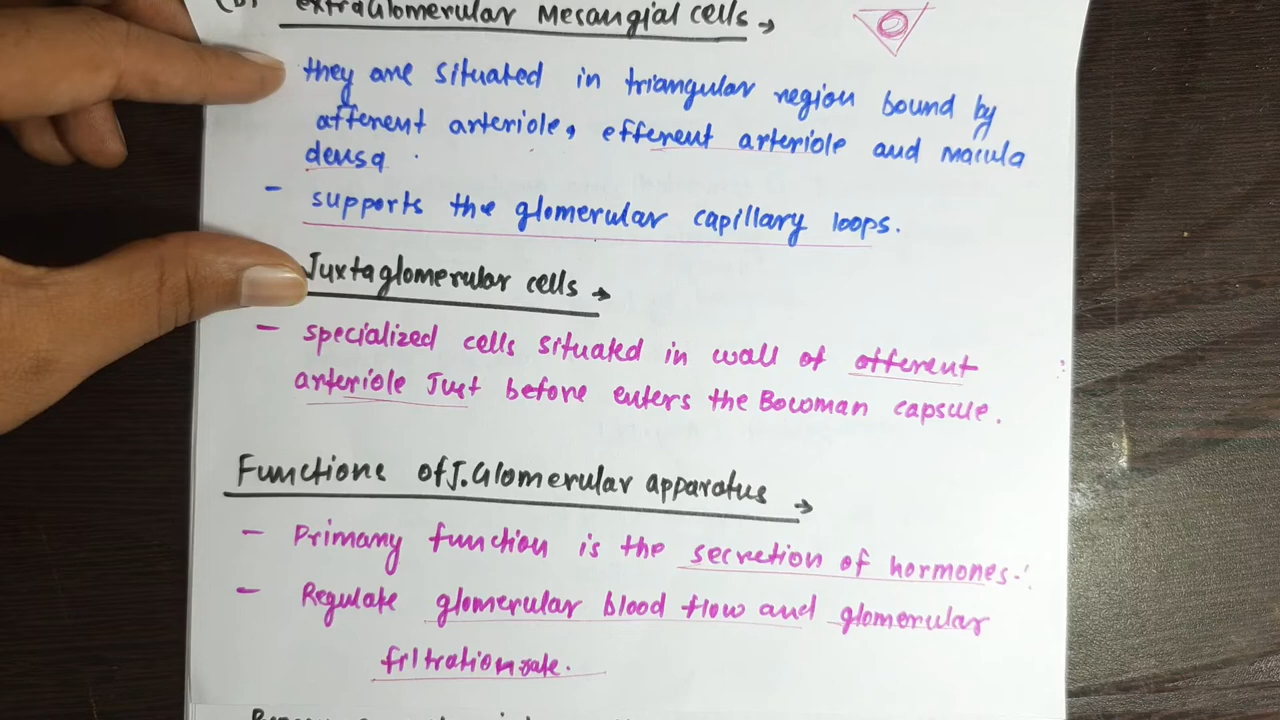 (b) extraGlomerular Mesangial cells →
they are situated in triangular region bound by
afferent arteriole, efferent arteriole and macula
densa.
- supports the glomerular capillary loops.
Juxtaglomerular cells →
- specialized cells situated in wall of afferent
arteriole Just before enters the Bowman capsule.
Functions of J.Glomerular apparatus →
- Primary function is the secretion of hormones.
- Regulate glomerular blood flow and glomerular
filtration rate.